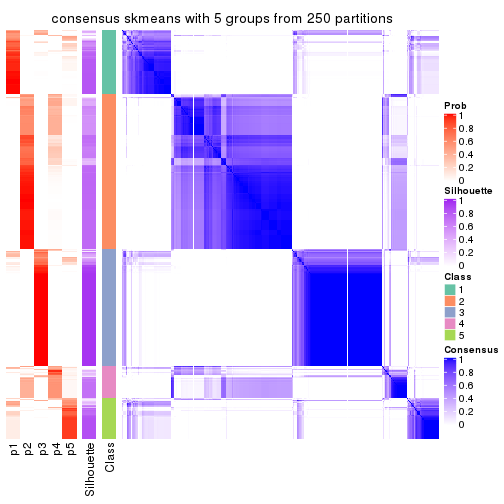 consensus skmeans with 5 groups from 250 partitions
Prob
1
0.8
0.6
0.4
0.2
0
Silhouette
1
0.8
0.6
0.4
0.2
0
Class
1
2
3
4
5
Consensus
1
0.8
0.6
0.4
0.2
0
p1
p2
p3
p4
p5
Silhouette
Class